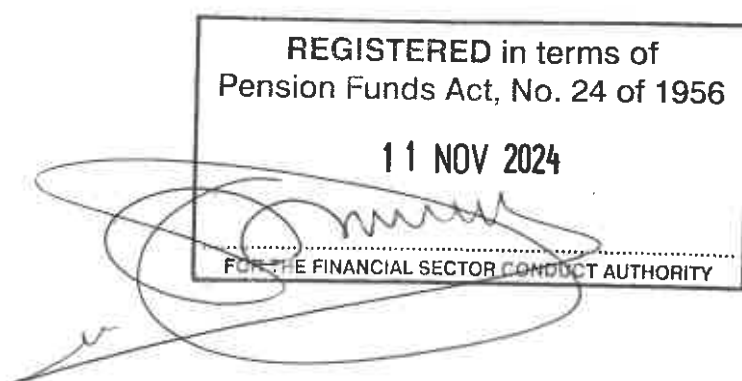 REGISTERED in terms of
Pension Funds Act, No. 24 of 1956
11 NOV 2024
FOR THE FINANCIAL SECTOR CONDUCT AUTHORITY